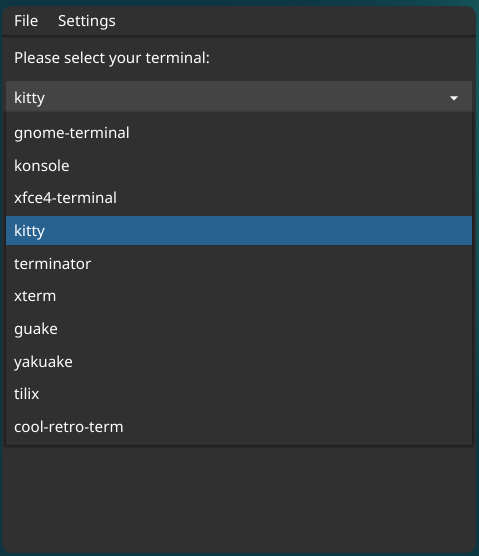 File Settings
Please select your terminal:
kitty
gnome-terminal
konsole
xfce4-terminal
kitty
terminator
xterm
guake
yakuake
tilix
cool-retro-term